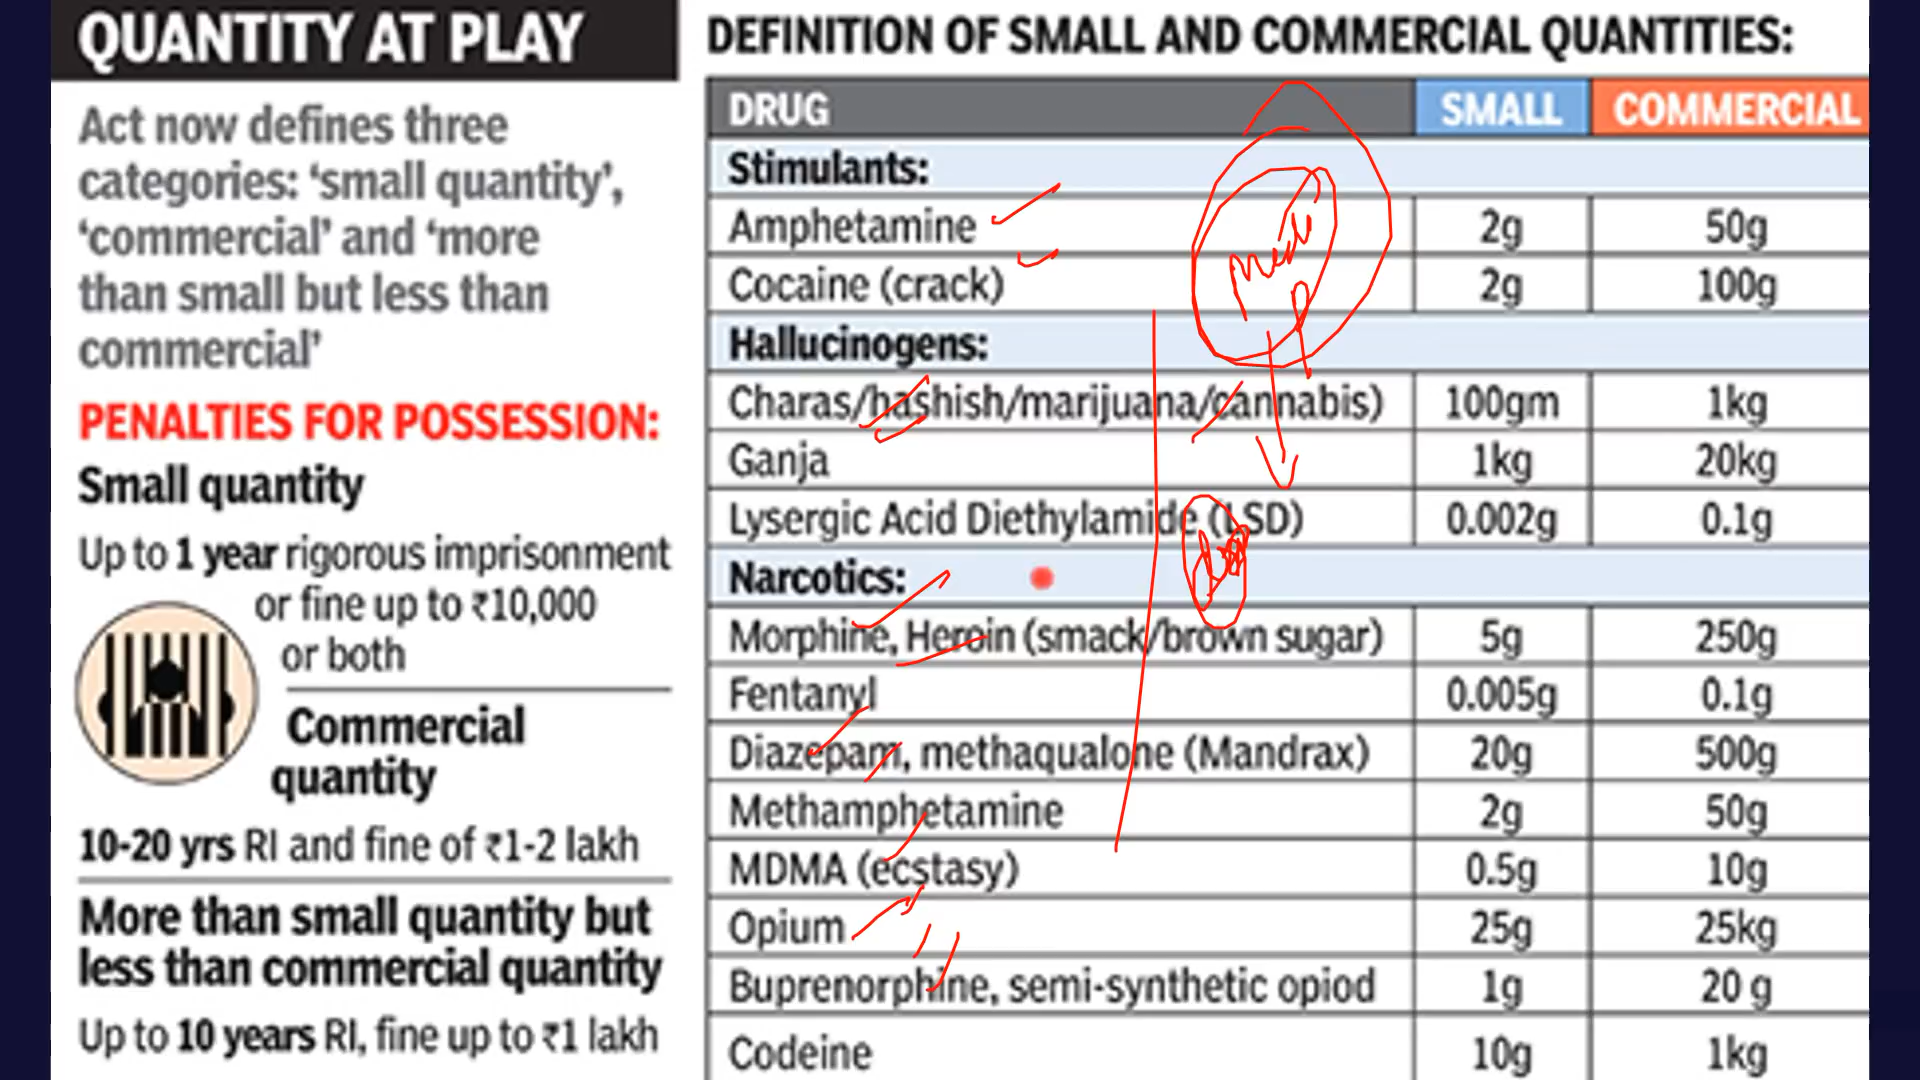 QUANTITY AT PLAY
Act now defines three
categories: ‘small quantity’,
‘commercial’ and ‘more
than small but less than
commercial’
PENALTIES FOR POSSESSION:
Small quantity
Up to 1 year rigorous imprisonment
or fine up to ₹10,000
or both
Commercial
quantity
10-20 yrs RI and fine of ₹1-2 lakh
More than small quantity but
less than commercial quantity
Up to 10 years RI, fine up to ₹1 lakh
DEFINITION OF SMALL AND COMMERCIAL QUANTITIES:
DRUG SMALL COMMERCIAL
Stimulants:
Amphetamine 2g 50g
Cocaine (crack) 2g 100g
Hallucinogens:
Charas/hashish/marijuana/cannabis) 100gm 1kg
Ganja 1kg 20kg
Lysergic Acid Diethylamide (LSD) 0.002g 0.1g
Narcotics:
Morphine, Heroin (smack/brown sugar) 5g 250g
Fentanyl 0.005g 0.1g
Diazepam, methaqualone (Mandrax) 20g 500g
Methamphetamine 2g 50g
MDMA (ecstasy) 0.5g 10g
Opium 25g 25kg
Buprenorphine, semi-synthetic opiod 1g 20 g
Codeine 10g 1kg